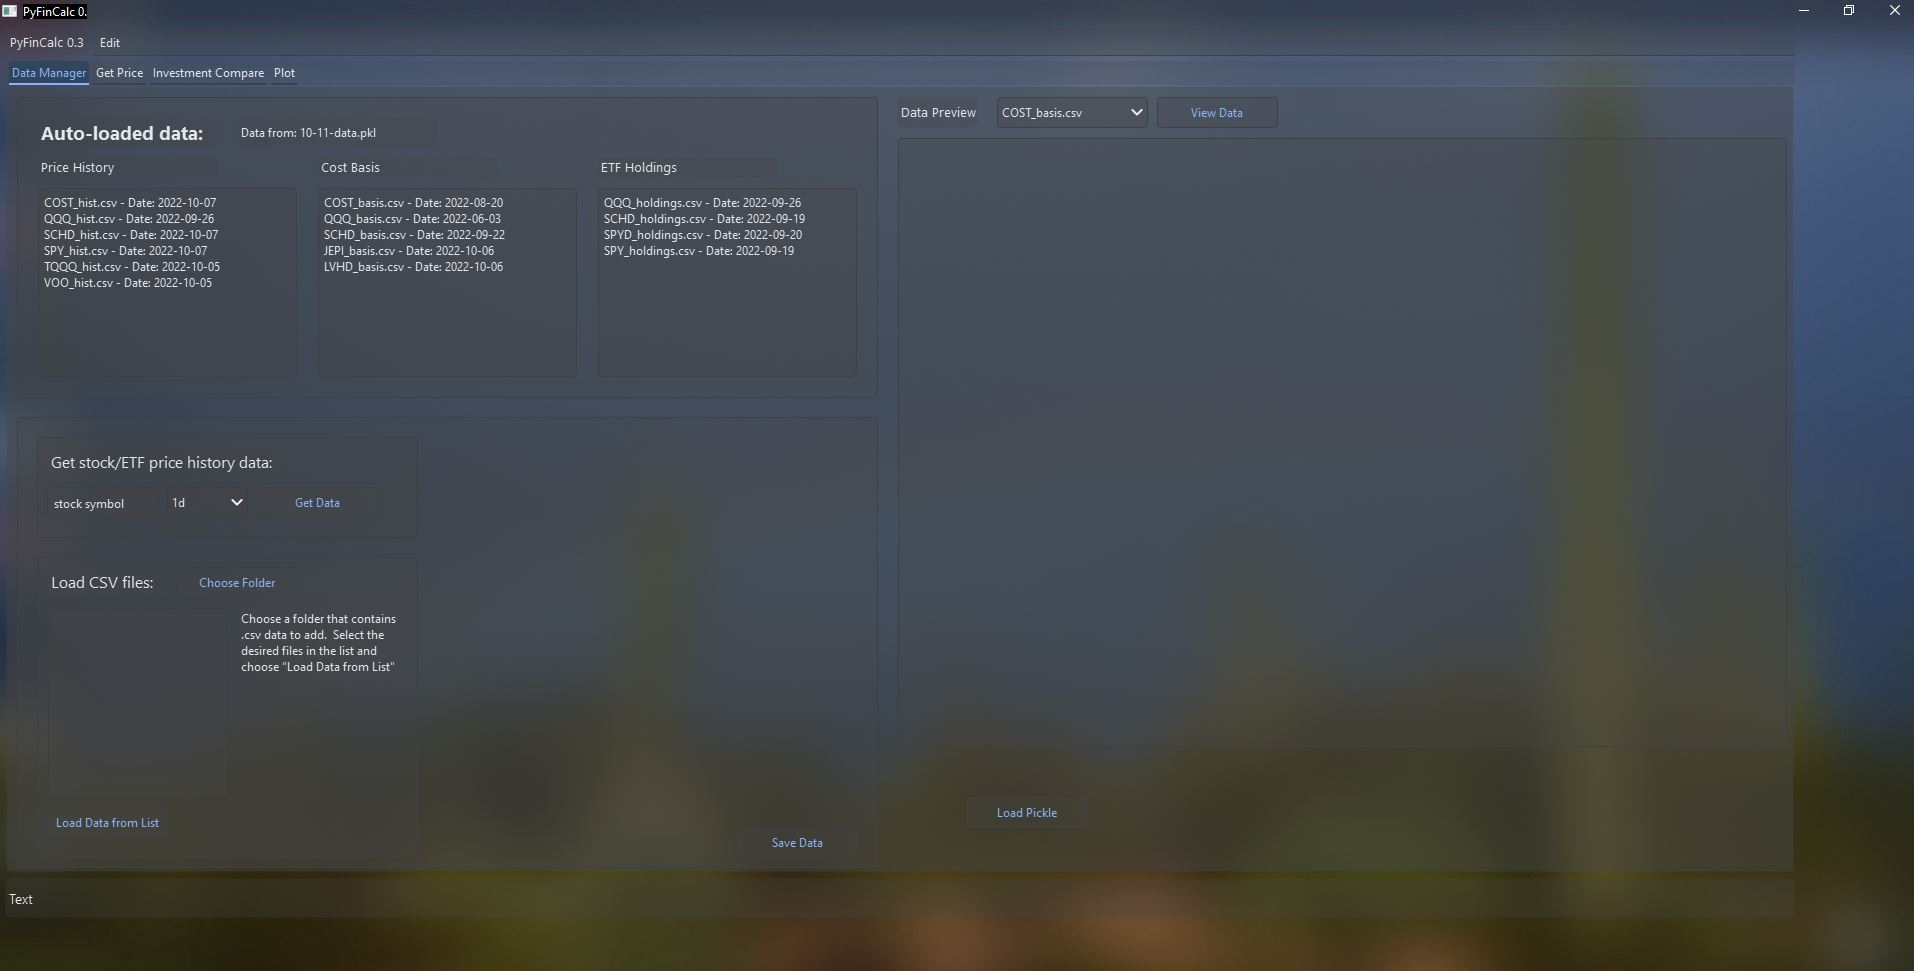 PyFinCalc 0.
PyFinCalc 0.3 Edit
Data Manager Get Price Investment Compare Plot
Auto-loaded data: Data from: 10-11-data.pkl
Price History
COST_hist.csv - Date: 2022-10-07
QQQ_hist.csv - Date: 2022-09-26
SCHD_hist.csv - Date: 2022-10-07
SPY_hist.csv - Date: 2022-10-07
TQQQ_hist.csv - Date: 2022-10-05
VOO_hist.csv - Date: 2022-10-05
Cost Basis
COST_basis.csv - Date: 2022-08-20
QQQ_basis.csv - Date: 2022-06-03
SCHD_basis.csv - Date: 2022-09-22
JEPI_basis.csv - Date: 2022-10-06
LVHD_basis.csv - Date: 2022-10-06
ETF Holdings
QQQ_holdings.csv - Date: 2022-09-26
SCHD_holdings.csv - Date: 2022-09-19
SPYD_holdings.csv - Date: 2022-09-20
SPY_holdings.csv - Date: 2022-09-19
Get stock/ETF price history data:
stock symbol 1d Get Data
Load CSV files: Choose Folder
Choose a folder that contains
.csv data to add.  Select the
desired files in the list and
choose "Load Data from List"
Load Data from List
Save Data
Data Preview COST_basis.csv View Data
Load Pickle
Text